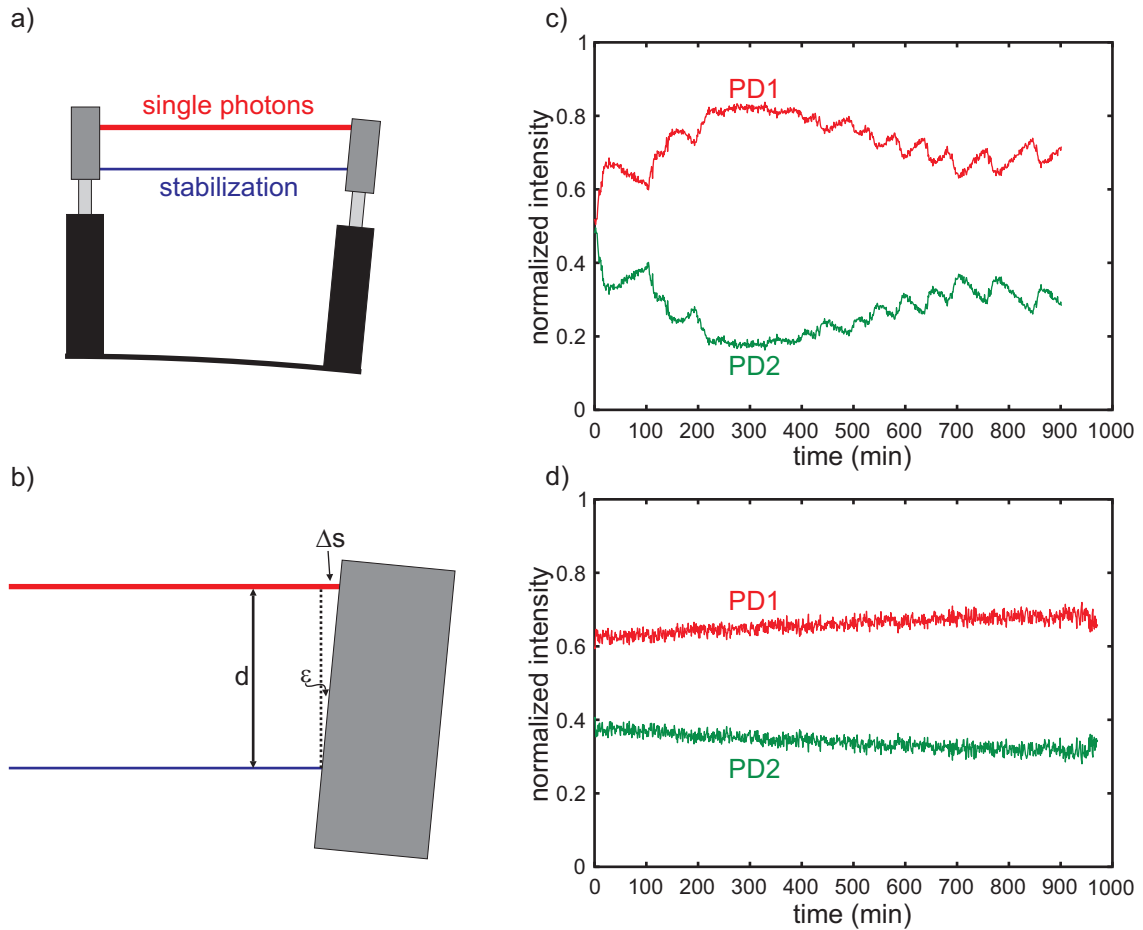 a)
single photons
stabilization
b)
Δs
d
ε
c)
normalized intensity
1
0.8
0.6
0.4
0.2
0
PD1
PD2
0 100 200 300 400 500 600 700 800 900 1000
time (min)
d)
normalized intensity
1
0.8
0.6
0.4
0.2
0
PD1
PD2
0 100 200 300 400 500 600 700 800 900 1000
time (min)